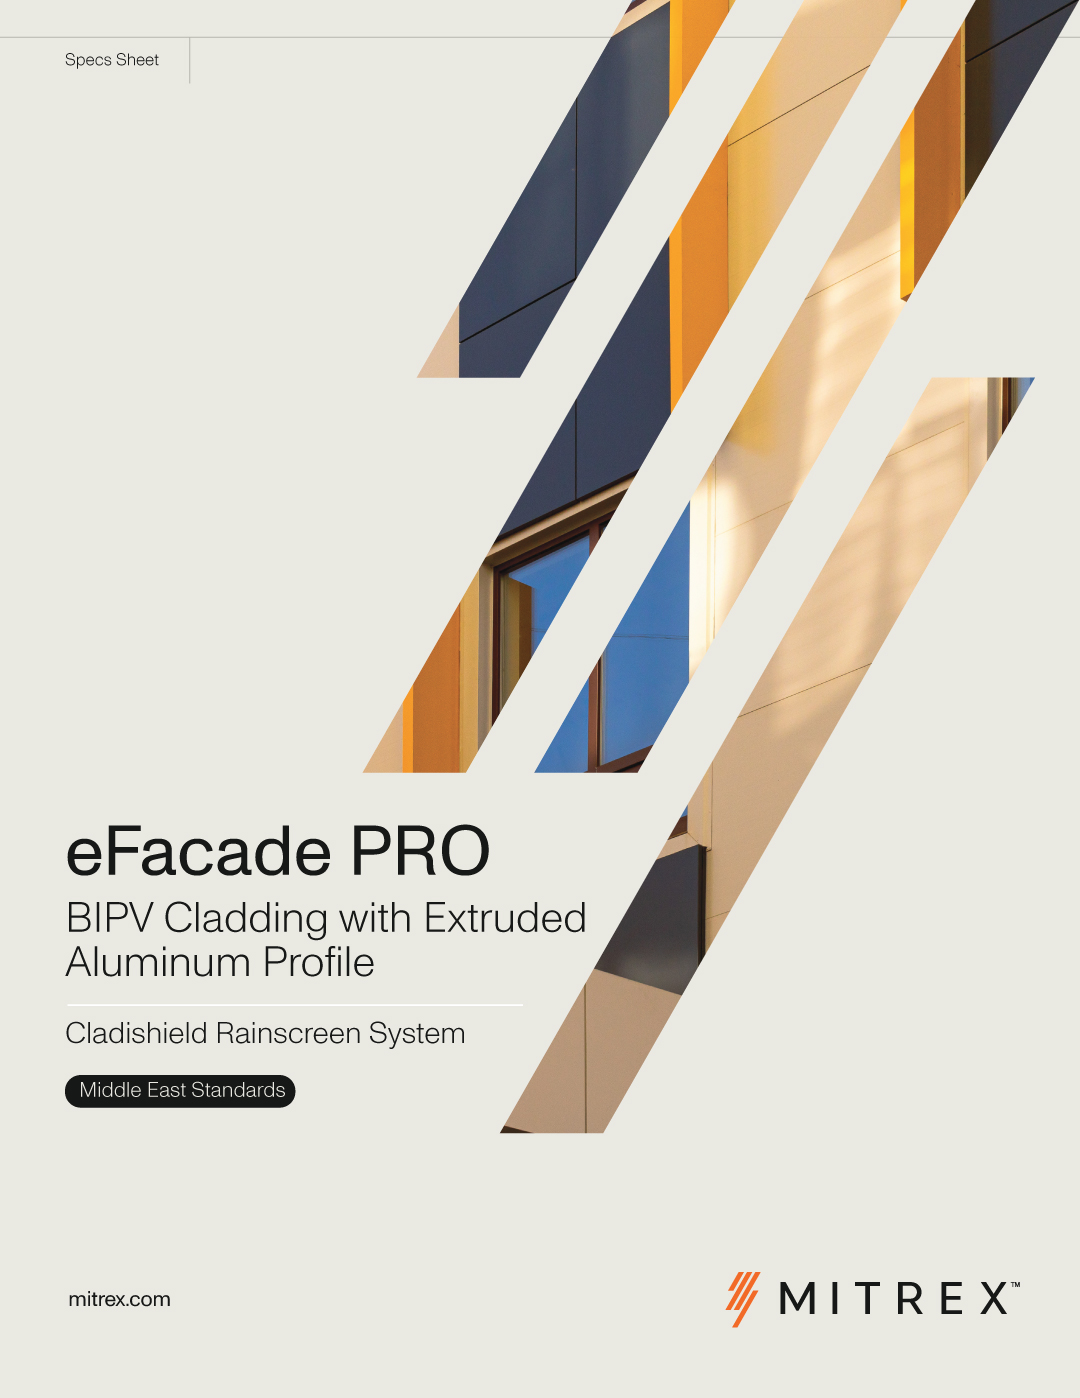 Specs Sheet
eFacade PRO
BIPV Cladding with Extruded
Aluminum Profile
Cladishield Rainscreen System
Middle East Standards
mitrex.com
MITREX™